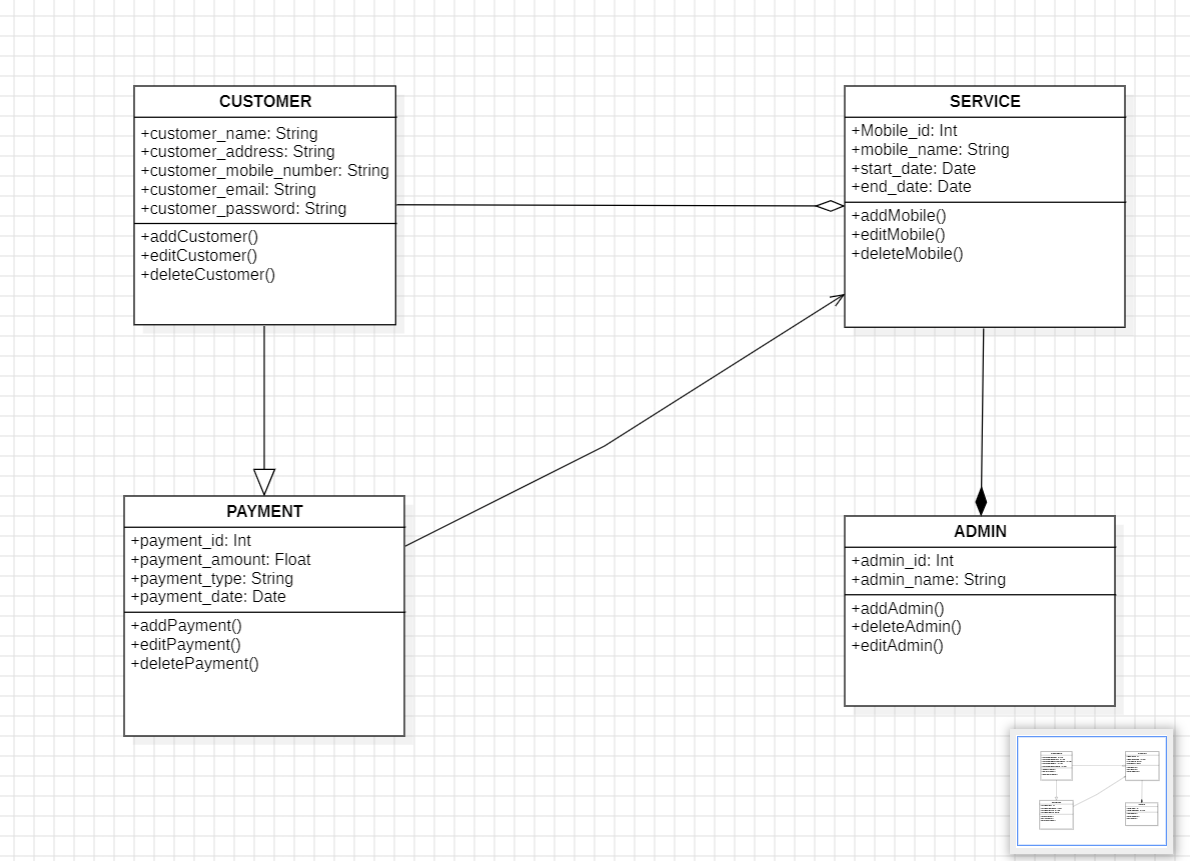 CUSTOMER
+customer_name: String
+customer_address: String
+customer_mobile_number: String
+customer_email: String
+customer_password: String
+addCustomer()
+editCustomer()
+deleteCustomer()
SERVICE
+Mobile_id: Int
+mobile_name: String
+start_date: Date
+end_date: Date
+addMobile()
+editMobile()
+deleteMobile()
PAYMENT
+payment_id: Int
+payment_amount: Float
+payment_type: String
+payment_date: Date
+addPayment()
+editPayment()
+deletePayment()
ADMIN
+admin_id: Int
+admin_name: String
+addAdmin()
+deleteAdmin()
+editAdmin()